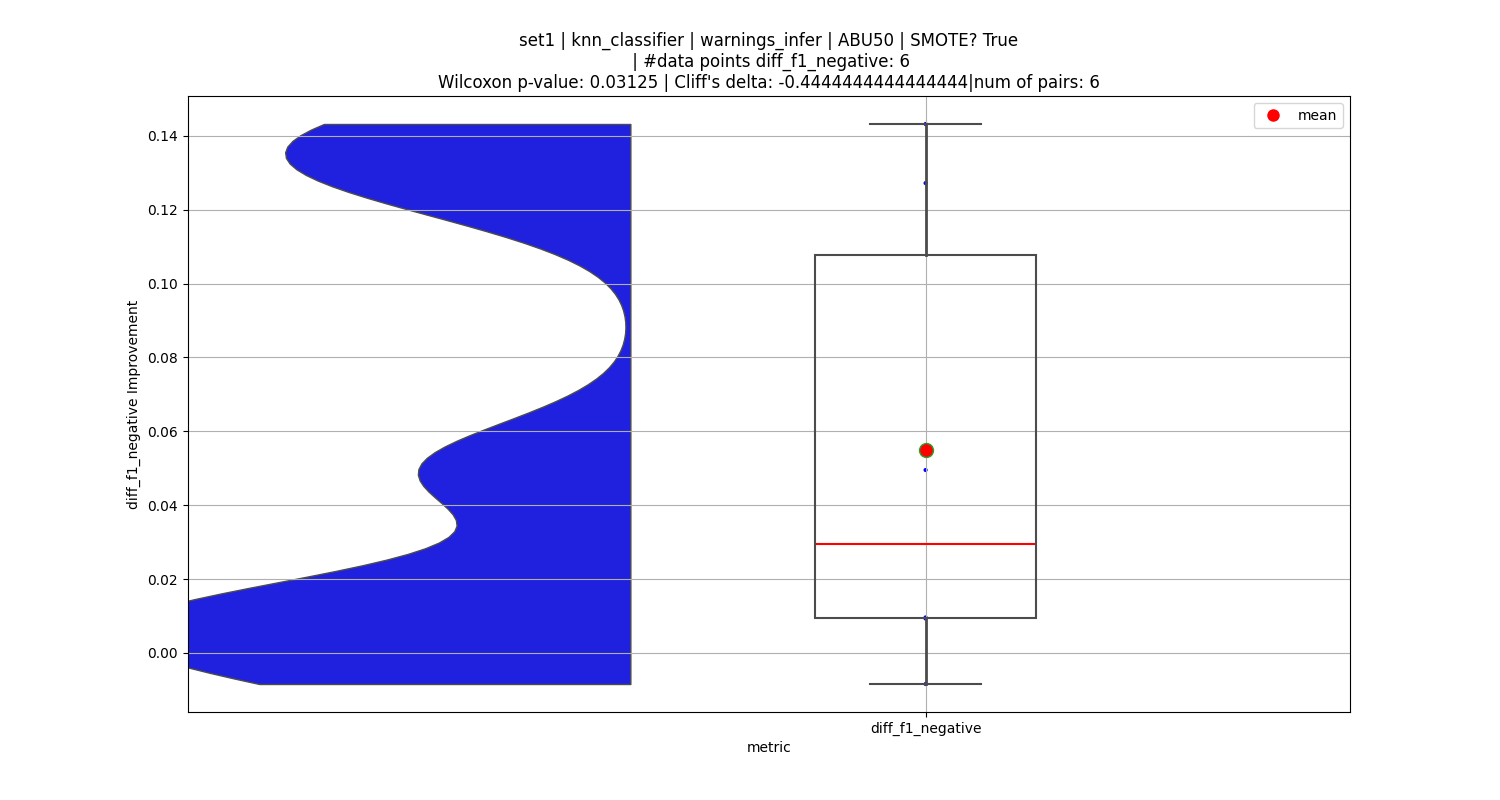 set1 | knn_classifier | warnings_infer | ABU50 | SMOTE? True
| #data points diff_f1_negative: 6
Wilcoxon p-value: 0.03125 | Cliff's delta: -0.4444444444444444|num of pairs: 6
mean
0.14
0.12
0.10
0.08
0.06
0.04
0.02
0.00
diff_f1_negative Improvement
diff_f1_negative
metric